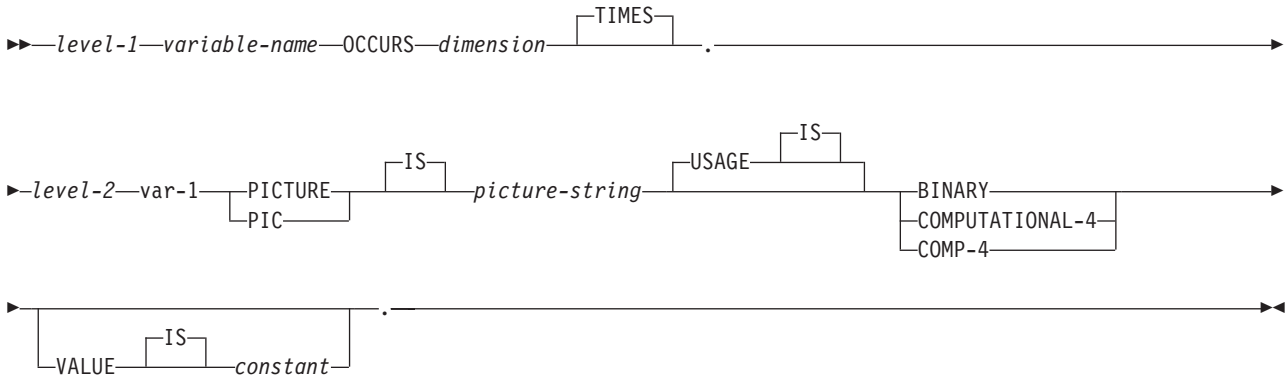 TIMES
level-1 variable-name OCCURS dimension .
IS USAGE IS
level-2 var-1 PICTURE picture-string BINARY
PIC COMPUTATIONAL-4
COMP-4
.
IS
VALUE constant